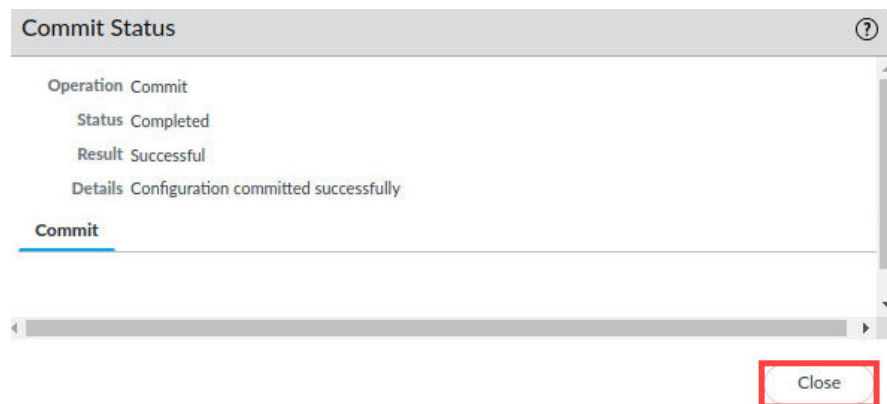 Commit Status
?
Operation Commit
Status Completed
Result Successful
Details Configuration committed successfully
Commit
Close